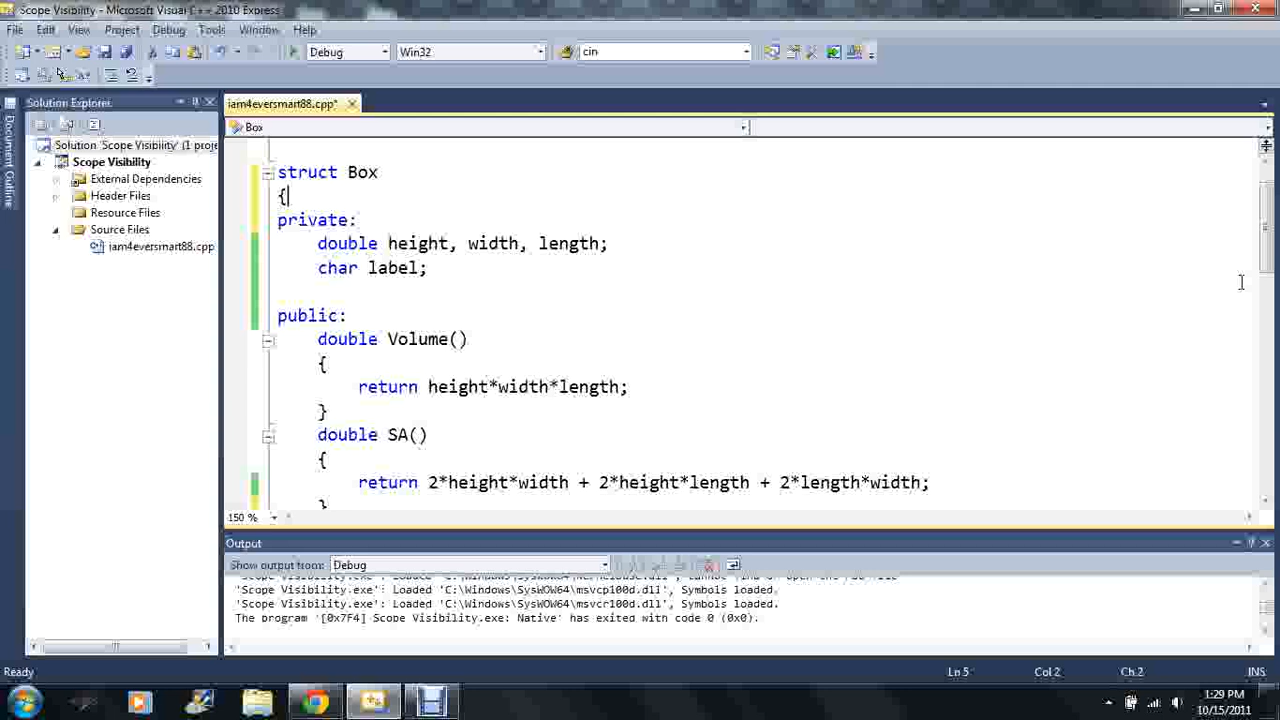 Scope Visibility - Microsoft Visual C++ 2010 Express
File Edit View Project Debug Tools Window Help
Debug Win32 cin
Document Outline
Solution Explorer
Solution 'Scope Visibility' (1 proje
Scope Visibility
External Dependencies
Header Files
Resource Files
Source Files
iam4eversmart88.cpp
iam4eversmart88.cpp*
Box
struct Box
{
private:
double height, width, length;
char label;
public:
double Volume()
{
return height*width*length;
}
double SA()
{
return 2*height*width + 2*height*length + 2*length*width;
}
150 %
Output
Show output from: Debug
'Scope Visibility.exe': Loaded 'C:\Windows\SysWOW64\msvcp100d.dll', Symbols loaded.
'Scope Visibility.exe': Loaded 'C:\Windows\SysWOW64\msvcr100d.dll', Symbols loaded.
The program '[0x7F4] Scope Visibility.exe: Native' has exited with code 0 (0x0).
Ready Ln 5 Col 2 Ch 2 INS
1:29 PM
10/15/2011